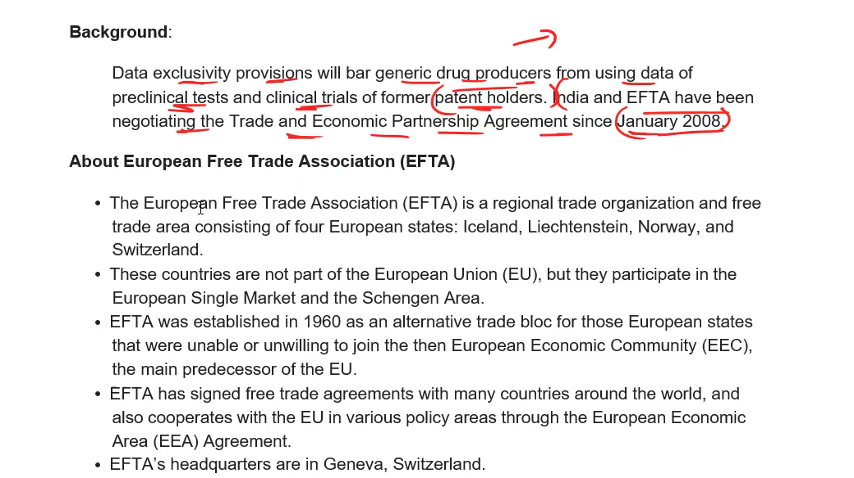 Background:
Data exclusivity provisions will bar generic drug producers from using data of
preclinical tests and clinical trials of former patent holders. India and EFTA have been
negotiating the Trade and Economic Partnership Agreement since January 2008.
About European Free Trade Association (EFTA)
• The European Free Trade Association (EFTA) is a regional trade organization and free
trade area consisting of four European states: Iceland, Liechtenstein, Norway, and
Switzerland.
• These countries are not part of the European Union (EU), but they participate in the
European Single Market and the Schengen Area.
• EFTA was established in 1960 as an alternative trade bloc for those European states
that were unable or unwilling to join the then European Economic Community (EEC),
the main predecessor of the EU.
• EFTA has signed free trade agreements with many countries around the world, and
also cooperates with the EU in various policy areas through the European Economic
Area (EEA) Agreement.
• EFTA’s headquarters are in Geneva, Switzerland.